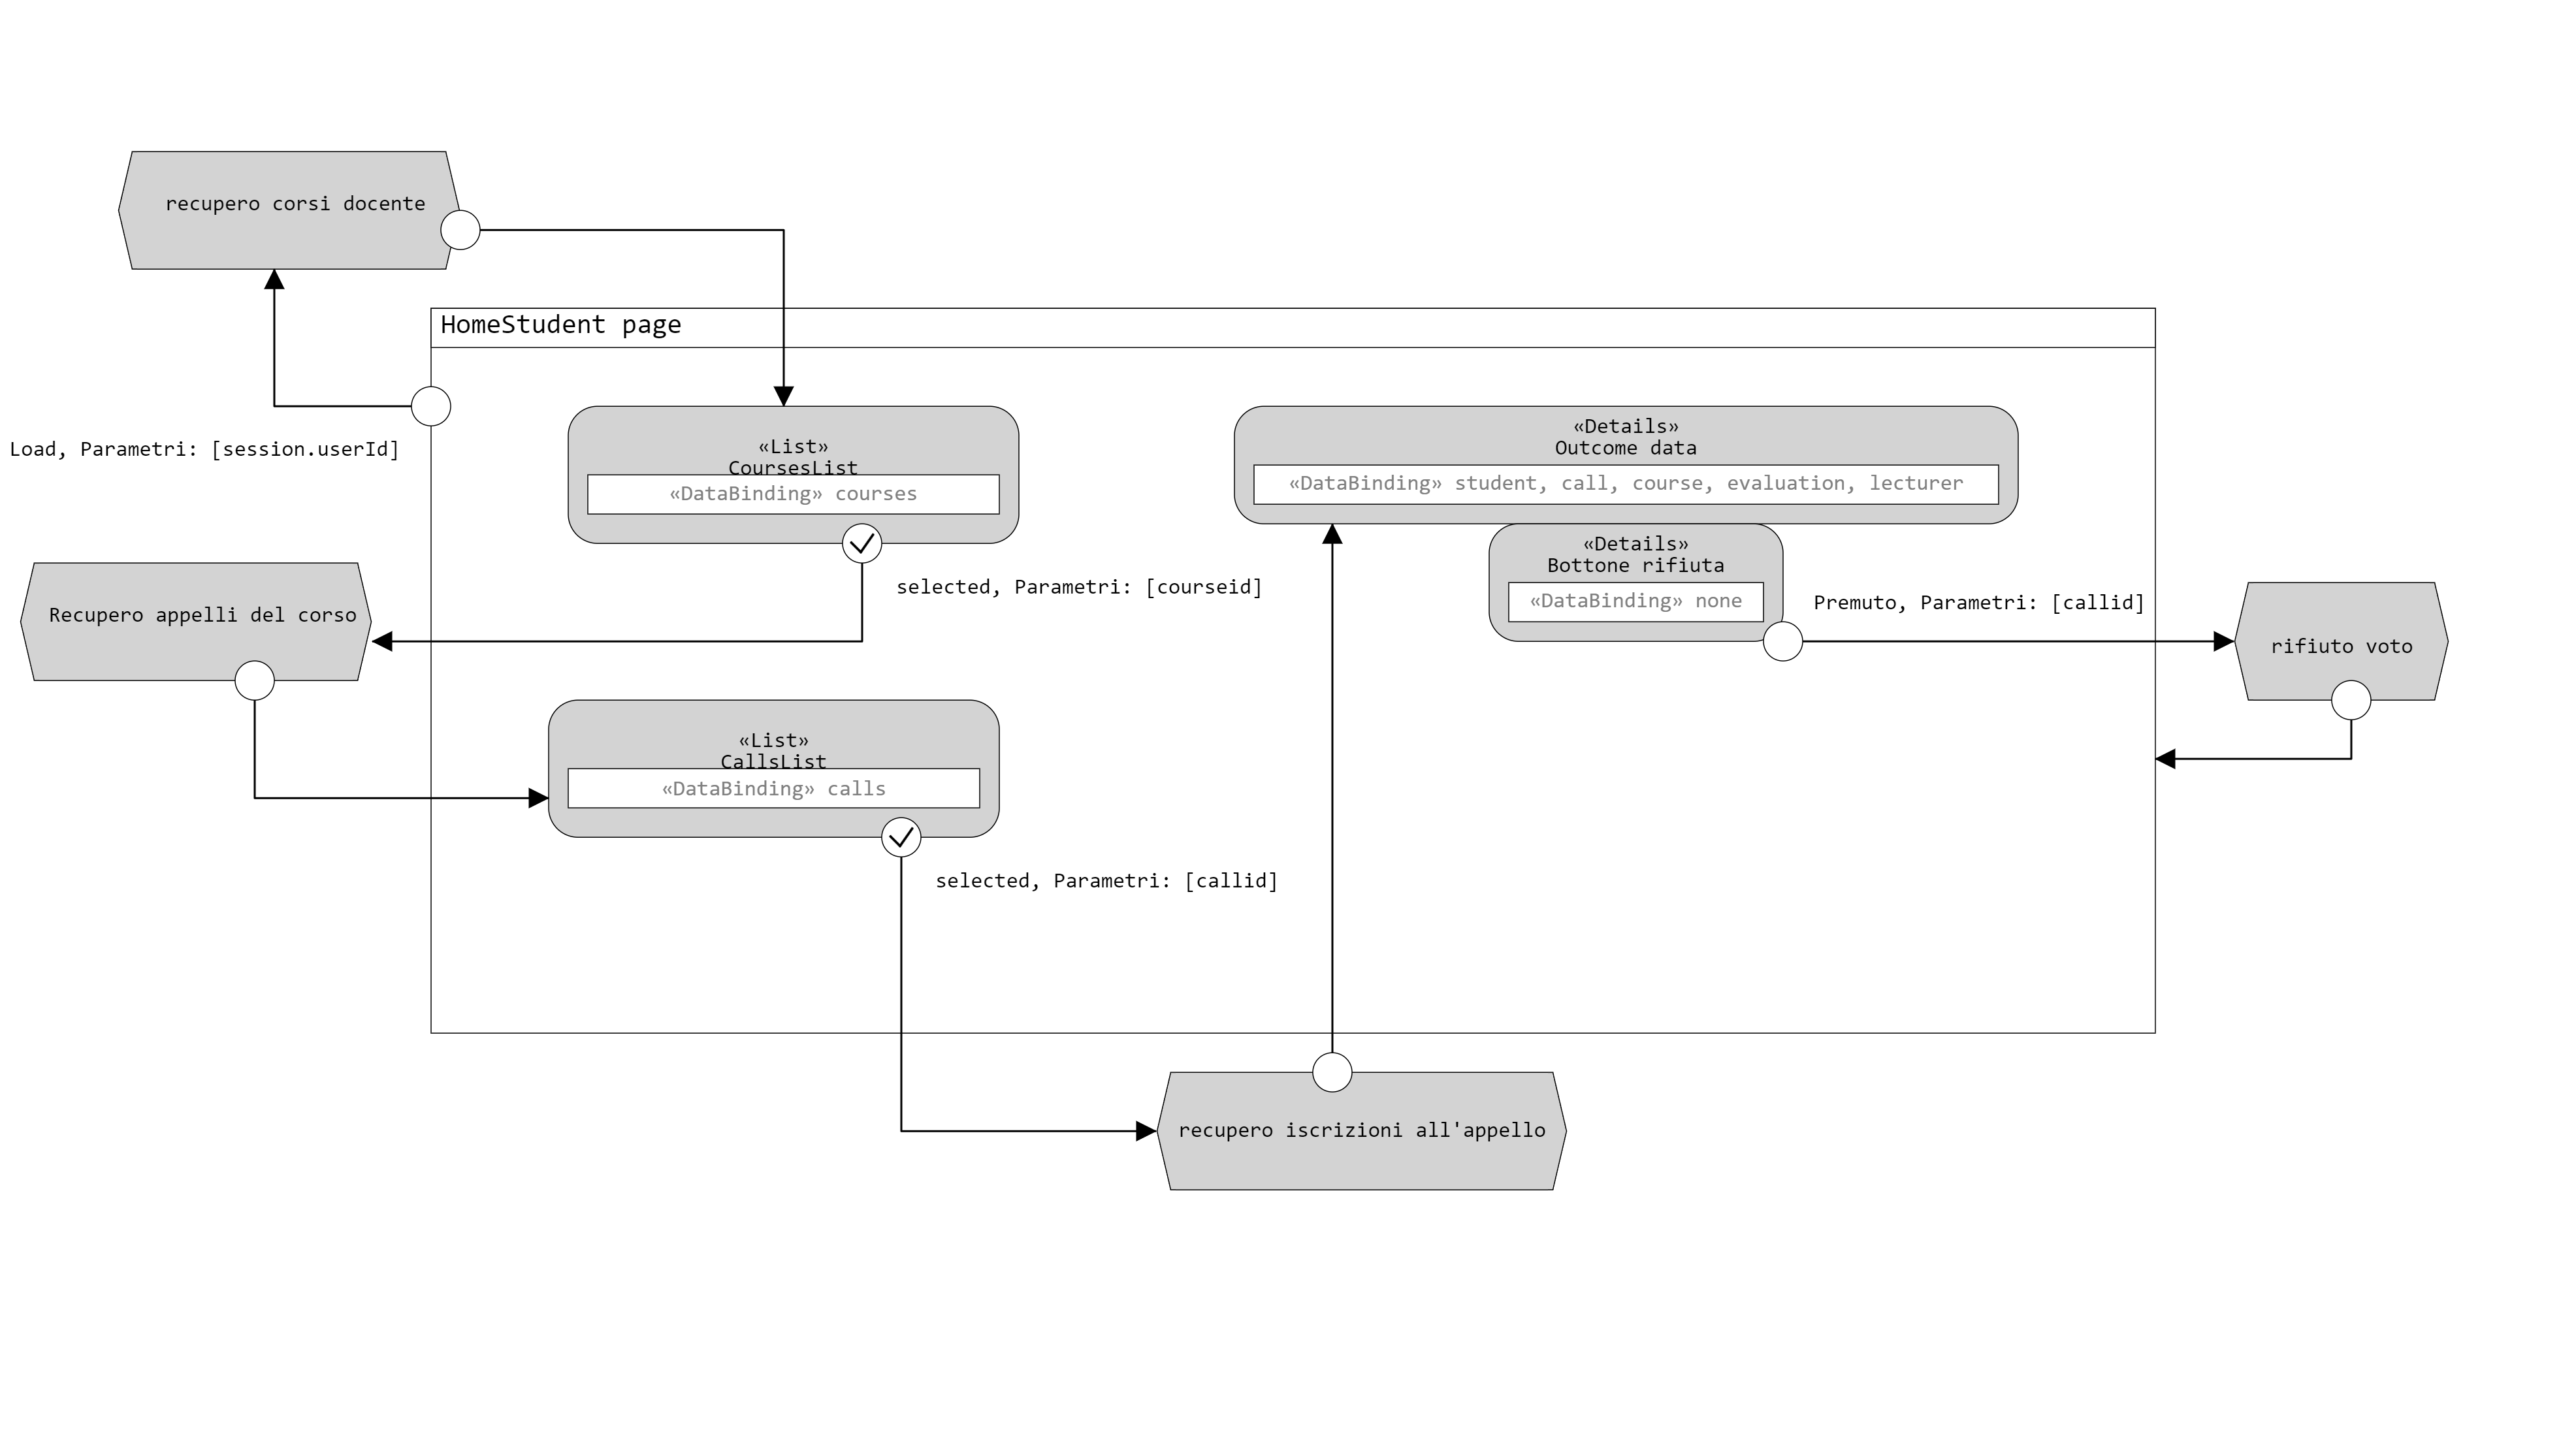 recupero corsi docente
HomeStudent page
Load, Parametri: [session.userId]
«List»
CoursesList
«DataBinding» courses
selected, Parametri: [courseid]
«Details»
Outcome data
«DataBinding» student, call, course, evaluation, lecturer
«Details»
Bottone rifiuta
«DataBinding» none
Premuto, Parametri: [callid]
rifiuto voto
Recupero appelli del corso
«List»
CallsList
«DataBinding» calls
selected, Parametri: [callid]
recupero iscrizioni all'appello